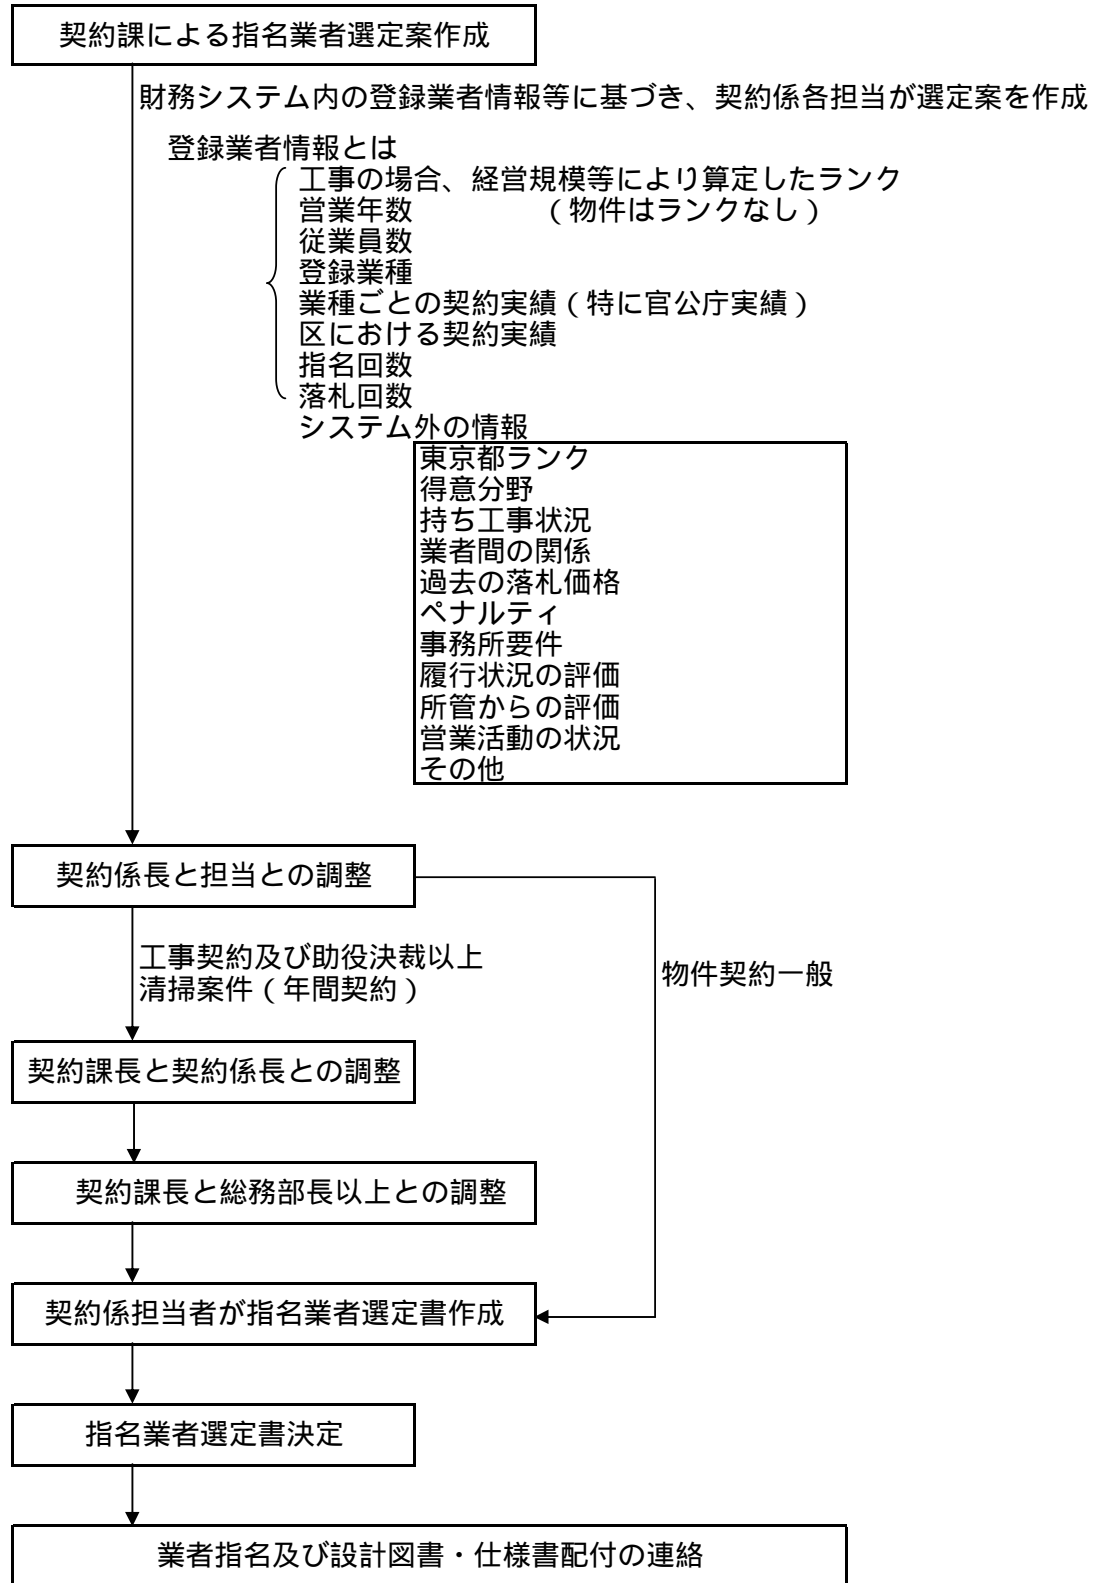 契約課による指名業者選定案作成
財務システム内の登録業者情報等に基づき、契約係各担当が選定案を作成
登録業者情報とは
工事の場合、経営規模等により算定したランク
営業年数 (物件はランクなし)
従業員数
登録業種
業種ごとの契約実績(特に官公庁実績)
区における契約実績
指名回数
落札回数
システム外の情報
東京都ランク
得意分野
持ち工事状況
業者間の関係
過去の落札価格
ペナルティ
事務所要件
履行状況の評価
所管からの評価
営業活動の状況
その他
契約係長と担当との調整
工事契約及び助役決裁以上
清掃案件(年間契約)
物件契約一般
契約課長と契約係長との調整
契約課長と総務部長以上との調整
契約係担当者が指名業者選定書作成
指名業者選定書決定
業者指名及び設計図書・仕様書配付の連絡